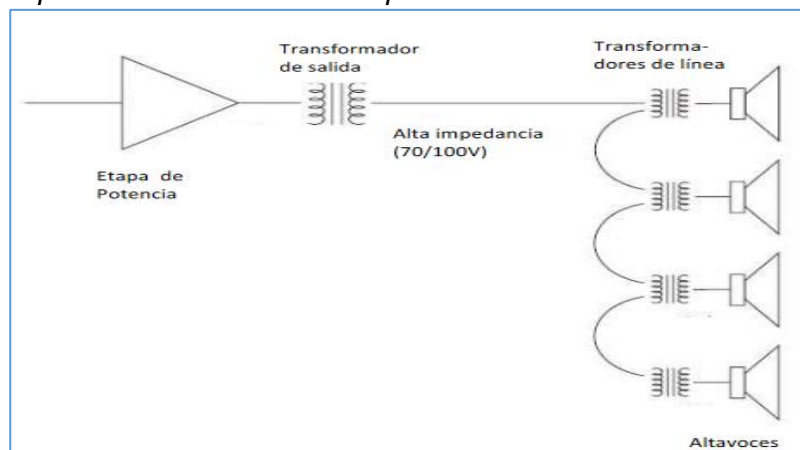 Transformador
de salida
Transforma-
dores de línea
Alta impedancia
(70/100V)
Etapa de
Potencia
Altavoces